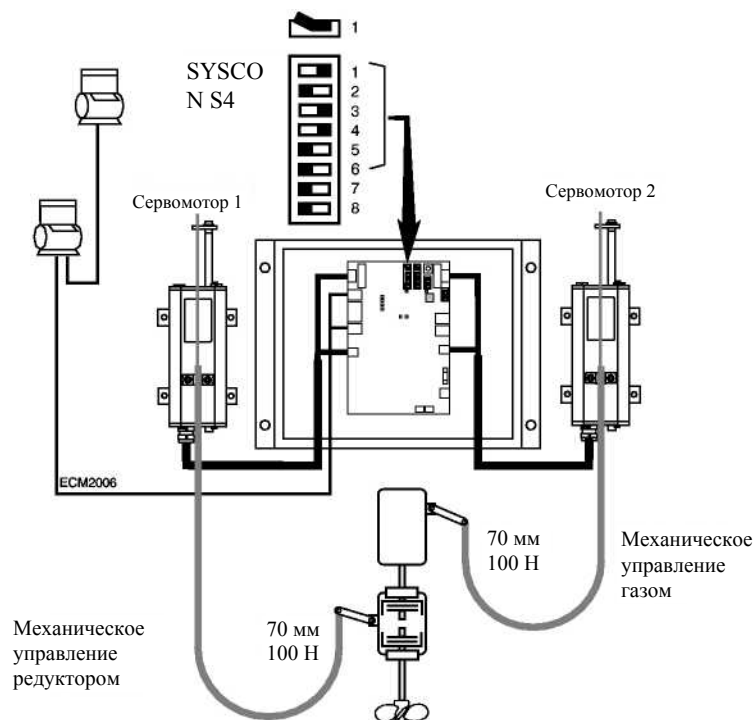 1
SYSCO
N S4
1
2
3
4
5
6
7
8
Сервомотор 1
Сервомотор 2
ECM2006
70 мм
100 Н
Механическое
управление
газом
70 мм
100 Н
Механическое
управление
редуктором